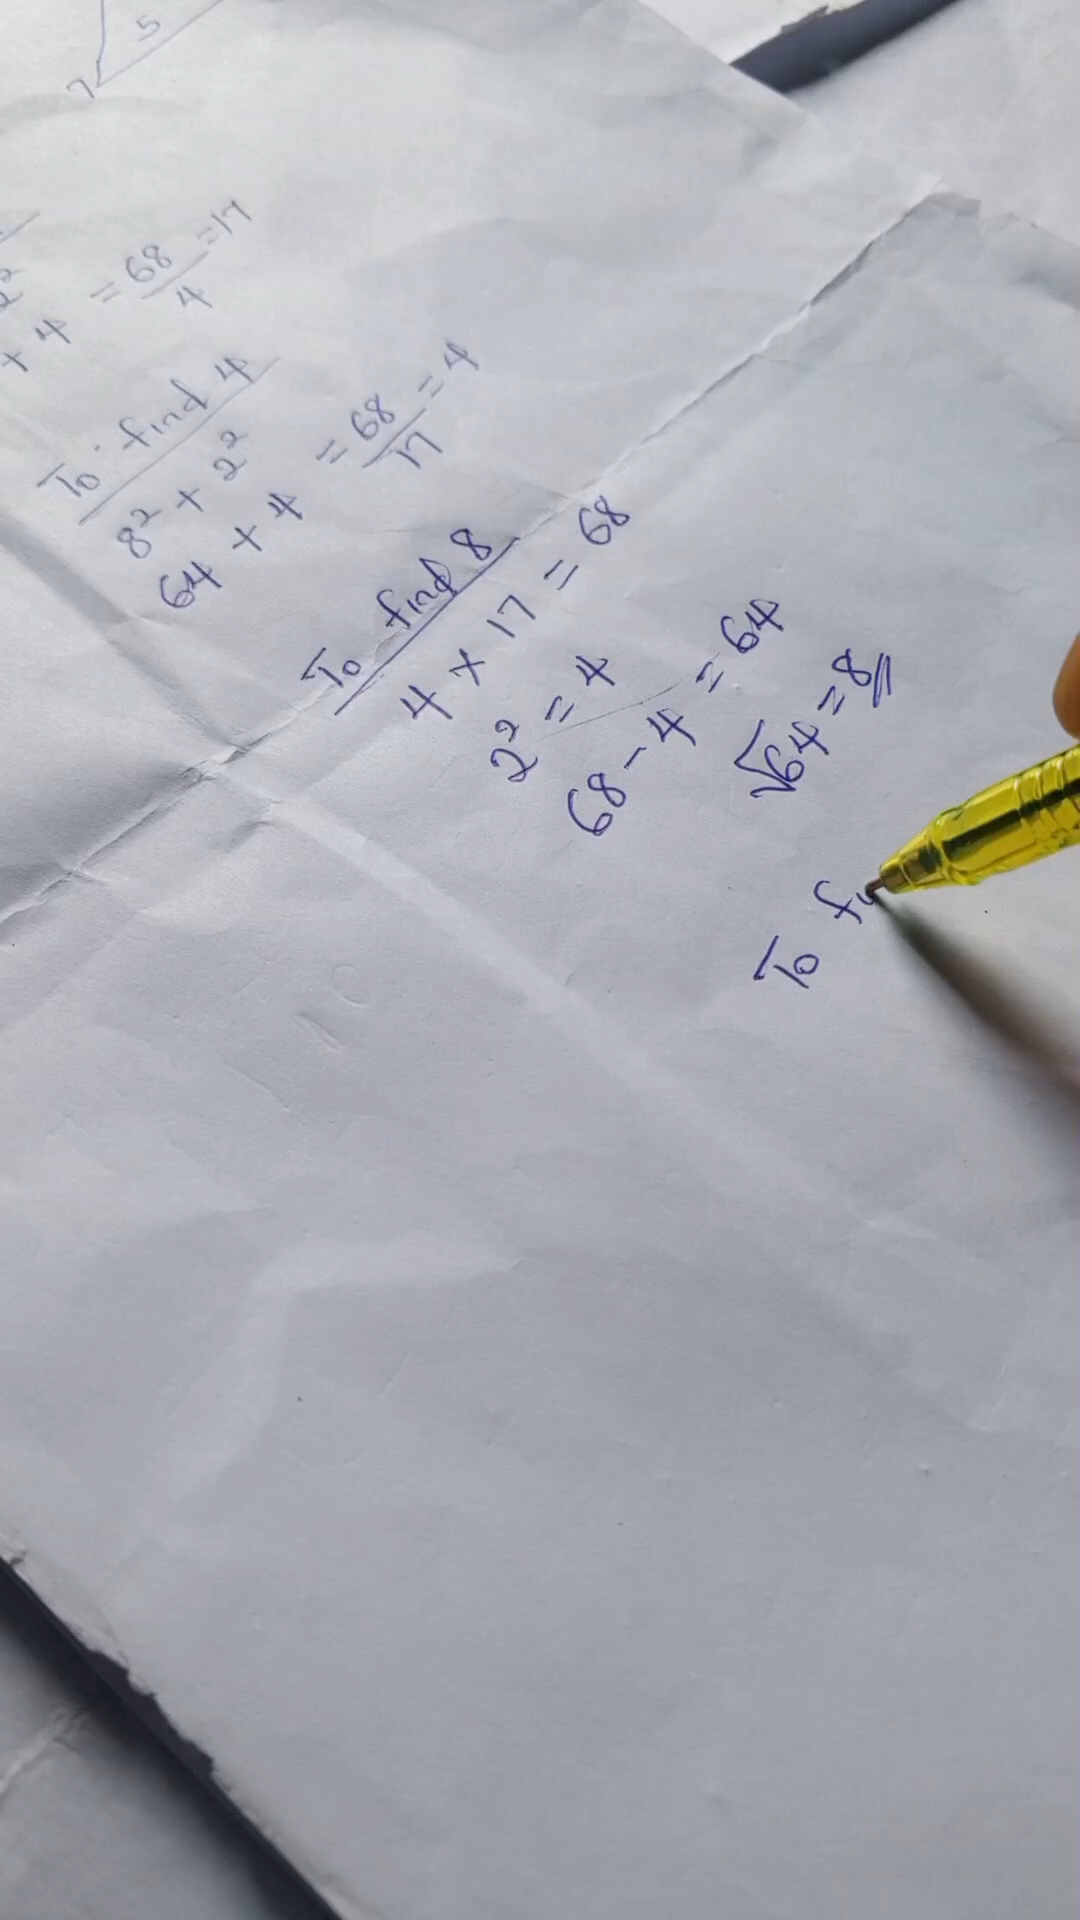 5
7
2²
+ 4 = 68/4 = 17
To find 4
8² + 2²
64 + 4 = 68/17 = 4
To find 8
4 x 17 = 68
2² = 4
68 - 4 = 64
√64 = 8
To